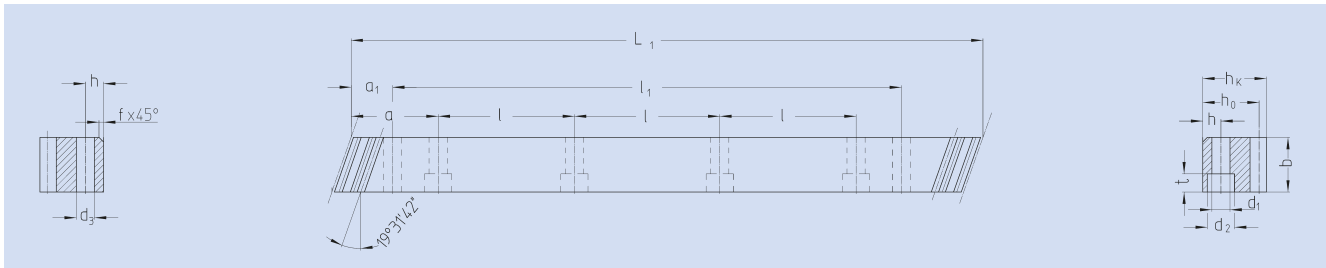 h
f x 45°
d₃
L₁
a₁
l₁
a
l
l
l
19°31'42"
hₖ
h₀
h
b
t
d₁
d₂